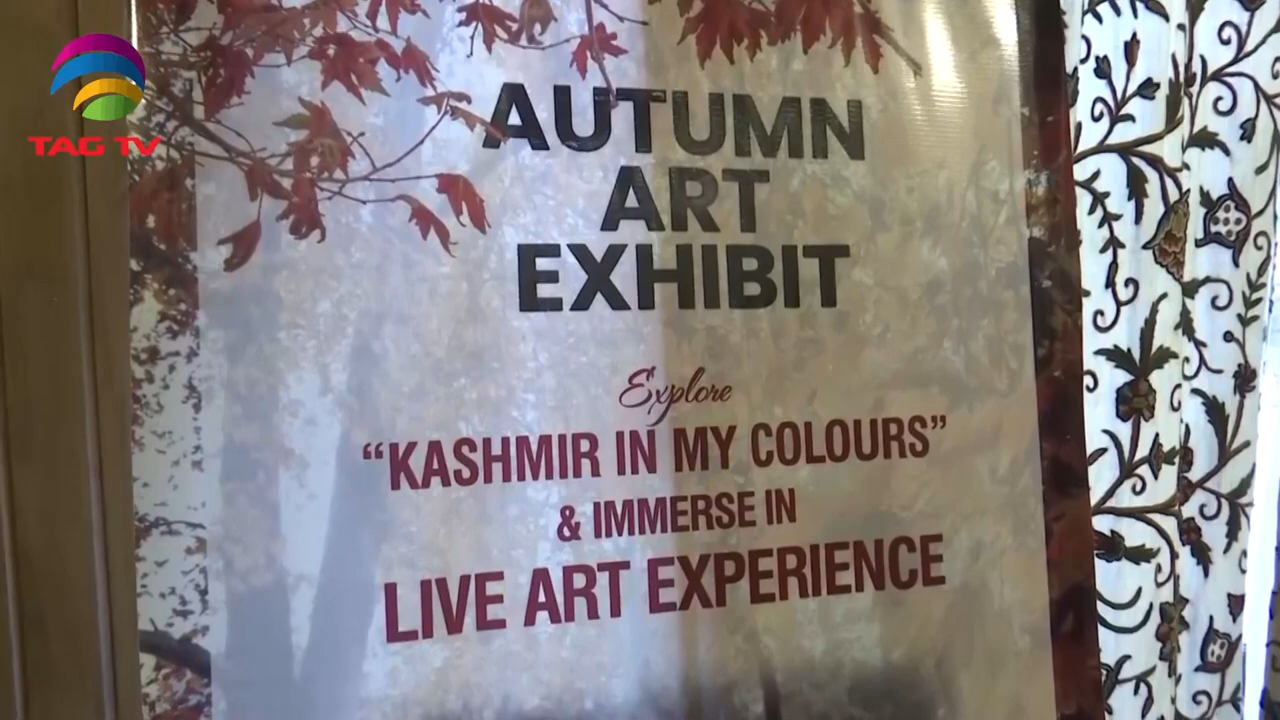 TAG TV
AUTUMN
ART
EXHIBIT
Explore
“KASHMIR IN MY COLOURS”
& IMMERSE IN
LIVE ART EXPERIENCE